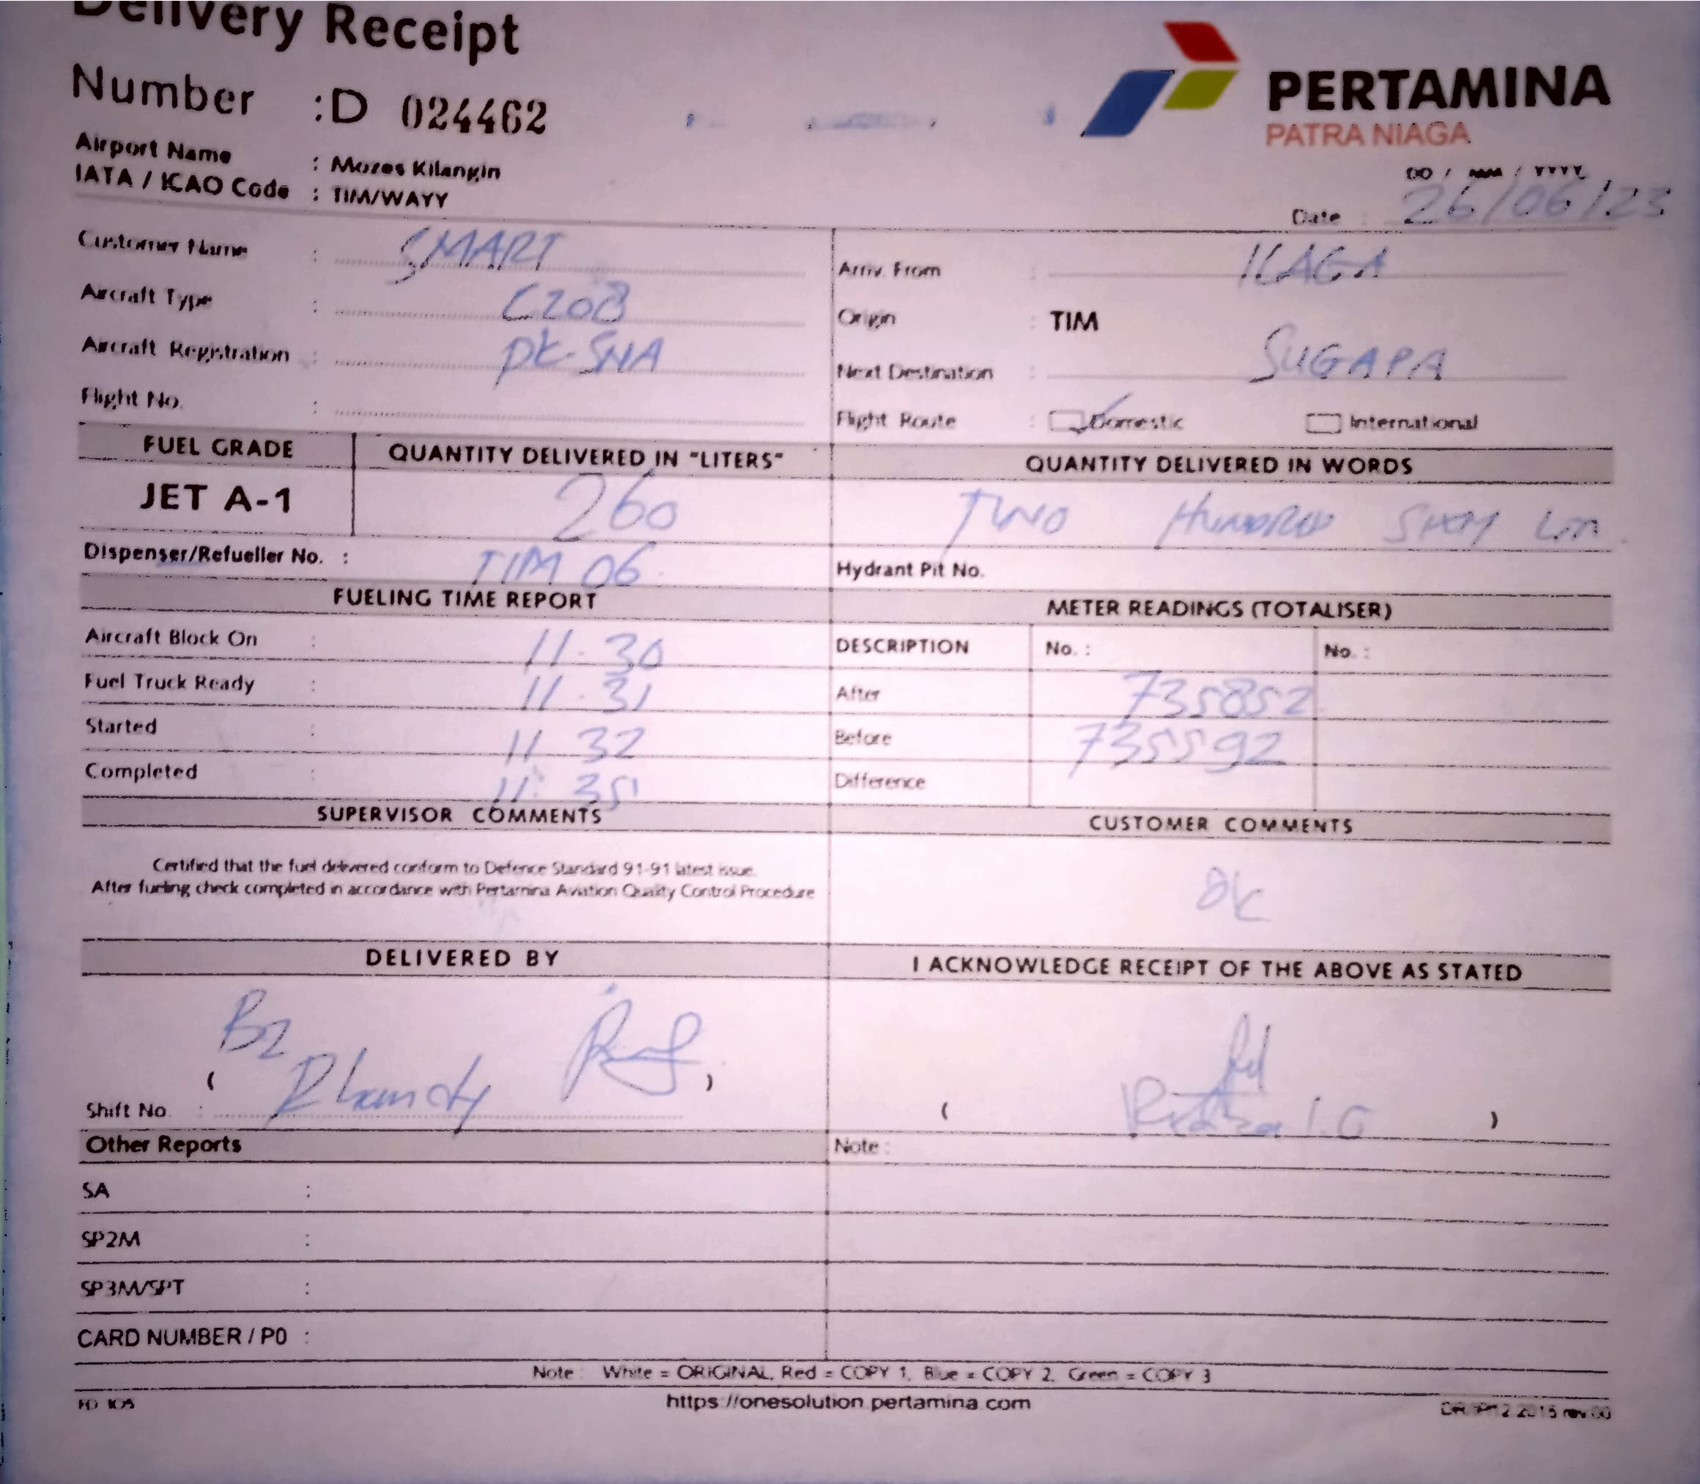 Delivery Receipt
Number :D 024462
PERTAMINA
PATRA NIAGA
Airport Name : Mozes Kilangin
IATA / ICAO Code : TIM/WAYY
DD / MM / YYYY
Date : 26/06/23
Customer Name : SMART
Arriv. From : ILAGA
Aircraft Type : C208
Origin : TIM
Aircraft Registration : PK-SNA
Next Destination : SUGAPA
Flight No. :
Flight Route : Domestic International
FUEL GRADE QUANTITY DELIVERED IN "LITERS" QUANTITY DELIVERED IN WORDS
JET A-1 260 TWO HUNDRED SIXTY
Dispenser/Refueller No. : TIM 06
Hydrant Pit No.
FUELING TIME REPORT METER READINGS (TOTALISER)
Aircraft Block On : 11.30
DESCRIPTION No. : No. :
Fuel Truck Ready : 11.31
After 735852
Started 11 32
Before 735592
Completed : 11:35
Difference
SUPERVISOR COMMENTS CUSTOMER COMMENTS
Certified that the fuel delivered conform to Defence Standard 91-91 latest issue.
After fueling check completed in accordance with Pertamina Aviation Quality Control Procedure
OK
DELIVERED BY I ACKNOWLEDGE RECEIPT OF THE ABOVE AS STATED
B2
( Rhandy )
Shift No. :
( )
Other Reports Note :
SA :
SP2M :
SP3M/SPT :
CARD NUMBER / P0 :
Note : White = ORIGINAL, Red = COPY 1, Blue = COPY 2, Green = COPY 3
https://onesolution.pertamina.com